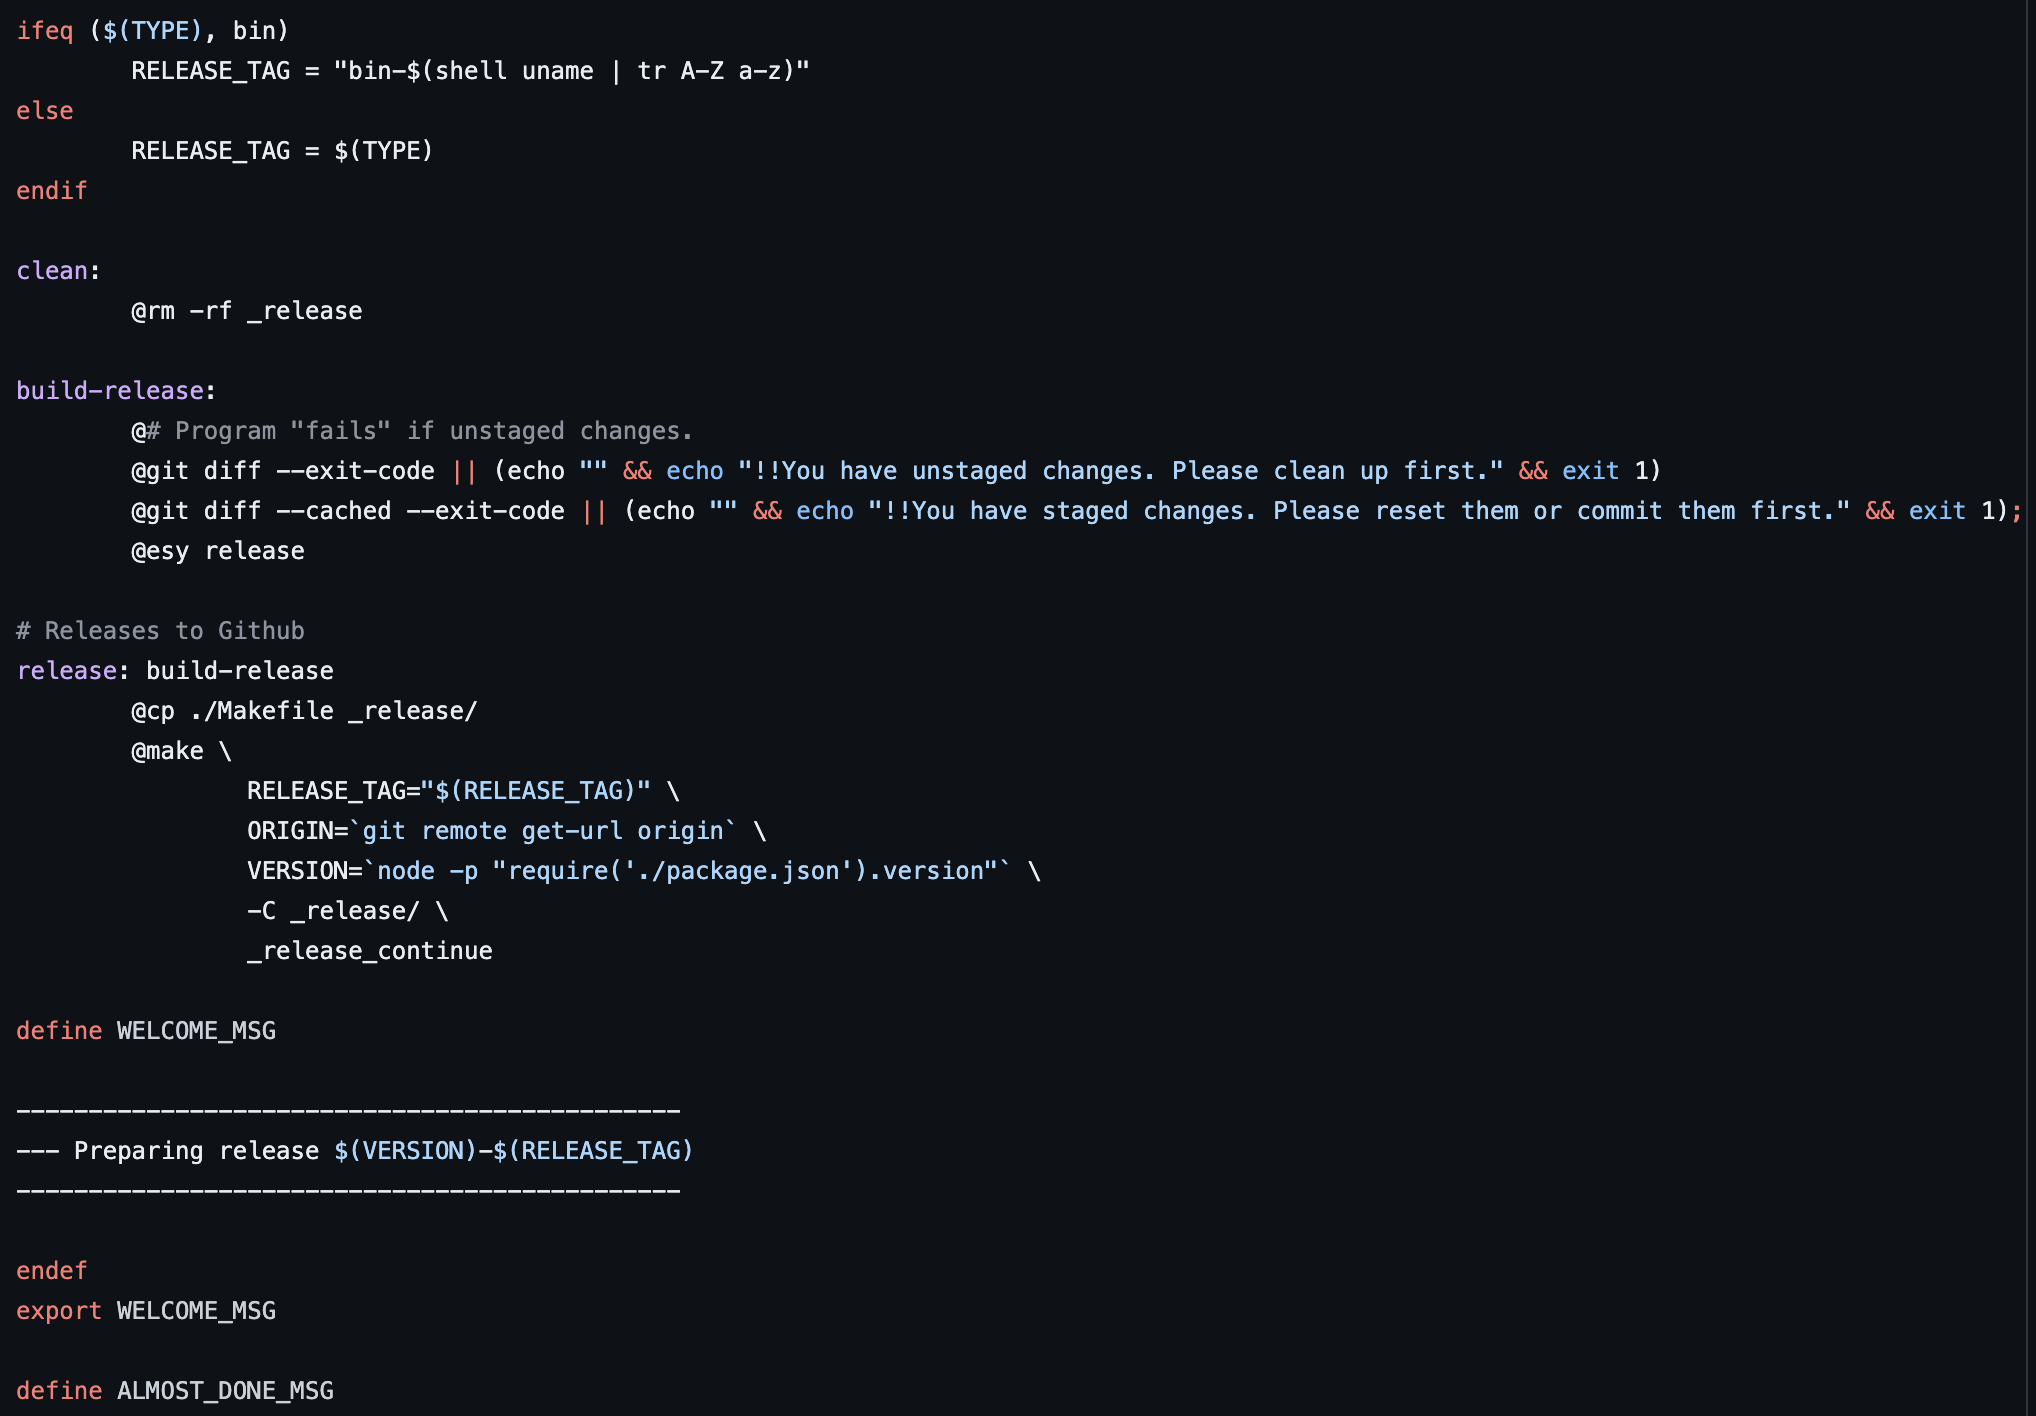 ifeq ($(TYPE), bin)
RELEASE_TAG = "bin-$(shell uname | tr A-Z a-z)"
else
RELEASE_TAG = $(TYPE)
endif
clean:
@rm -rf _release
build-release:
@# Program "fails" if unstaged changes.
@git diff --exit-code || (echo "" && echo "!!You have unstaged changes. Please clean up first." && exit 1)
@git diff --cached --exit-code || (echo "" && echo "!!You have staged changes. Please reset them or commit them first." && exit 1);
@esy release
# Releases to Github
release: build-release
@cp ./Makefile _release/
@make \
RELEASE_TAG="$(RELEASE_TAG)" \
ORIGIN=`git remote get-url origin` \
VERSION=`node -p "require('./package.json').version"` \
-C _release/ \
_release_continue
define WELCOME_MSG
----------------------------------------------
--- Preparing release $(VERSION)-$(RELEASE_TAG)
----------------------------------------------
endef
export WELCOME_MSG
define ALMOST_DONE_MSG